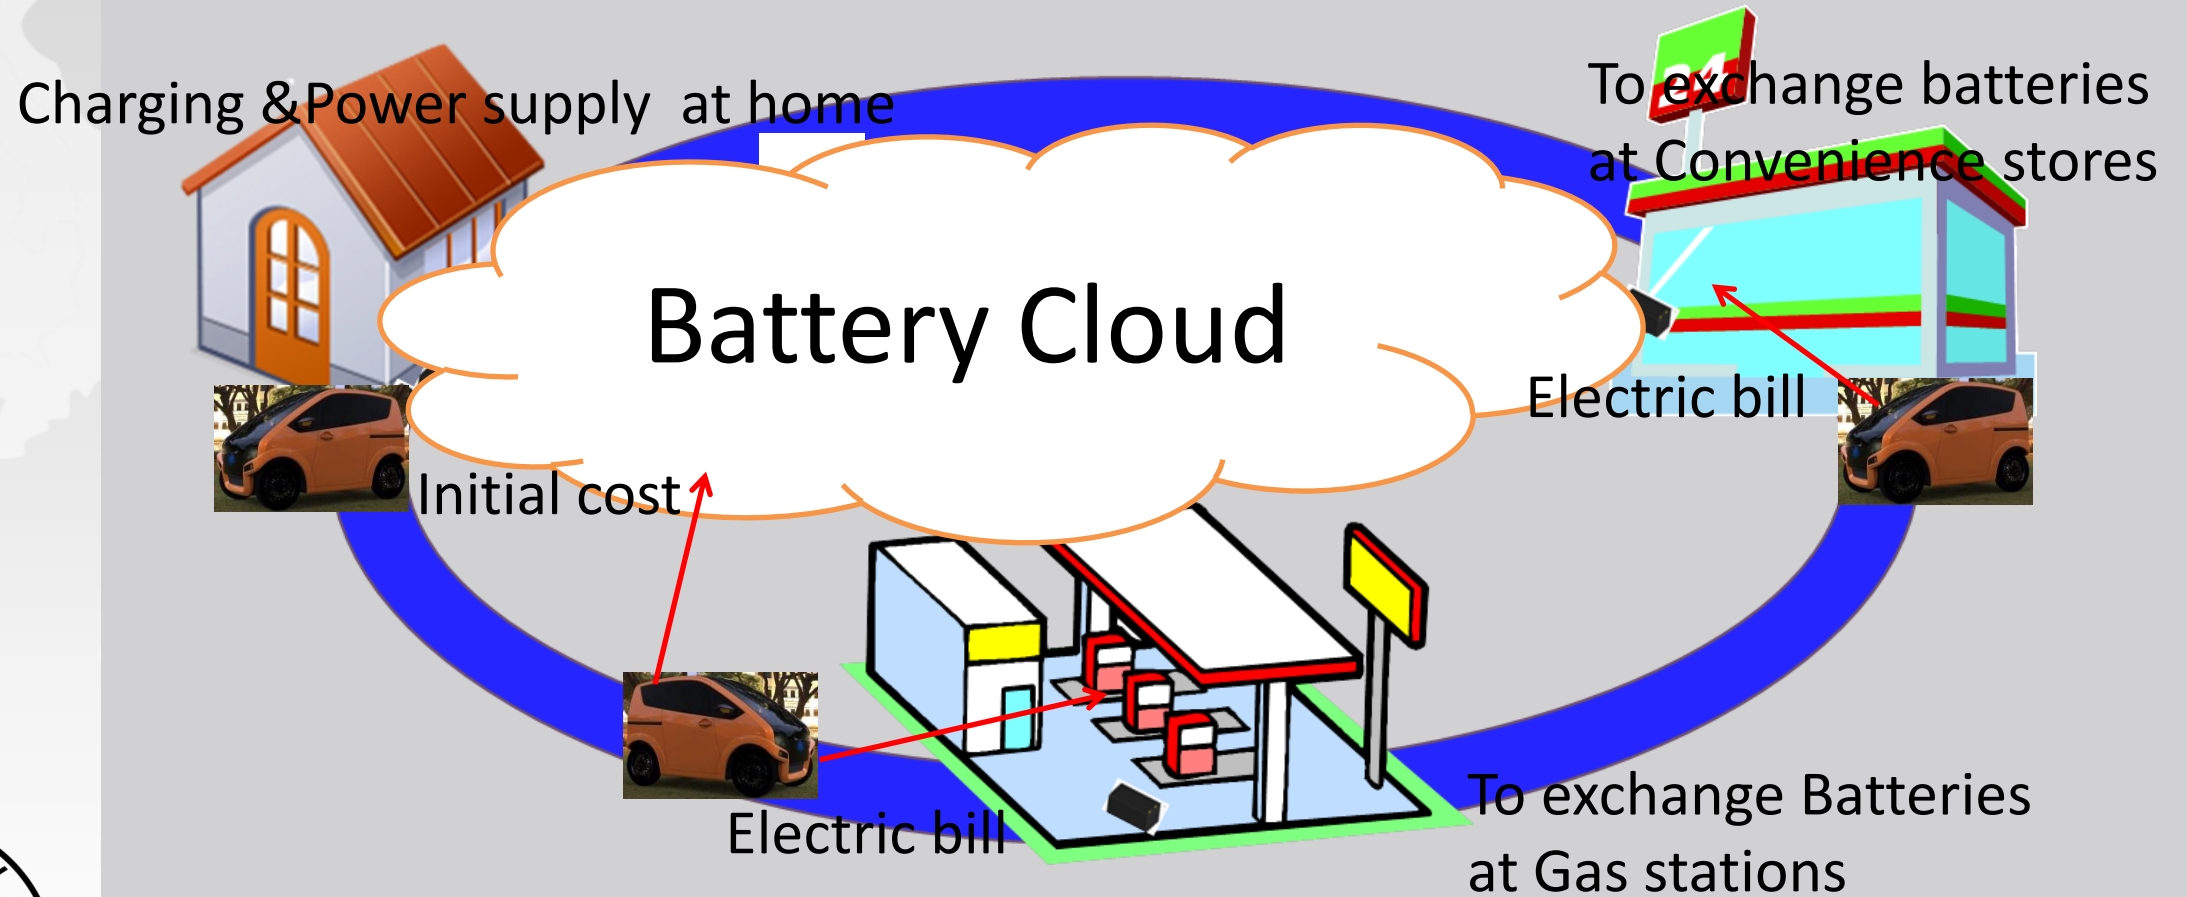 Charging &Power supply  at home
24
To exchange batteries
at Convenience stores
Battery Cloud
Electric bill
Initial cost
Electric bill
To exchange Batteries
at Gas stations